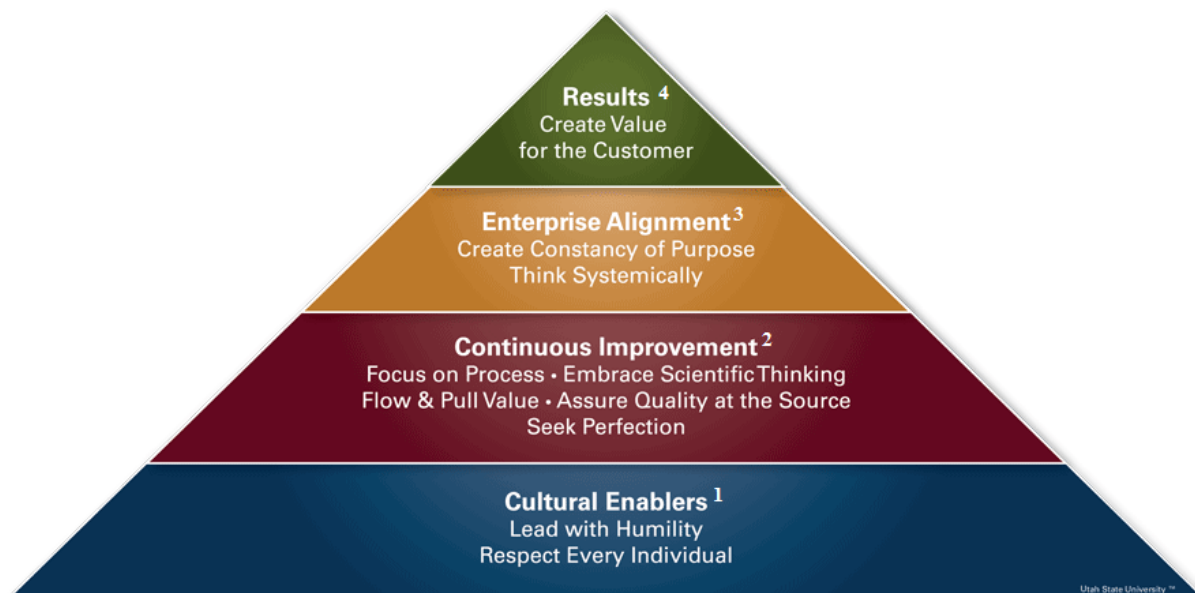 Results 4
Create Value
for the Customer
Enterprise Alignment 3
Create Constancy of Purpose
Think Systemically
Continuous Improvement 2
Focus on Process • Embrace Scientific Thinking
Flow & Pull Value • Assure Quality at the Source
Seek Perfection
Cultural Enablers 1
Lead with Humility
Respect Every Individual
Utah State University ™